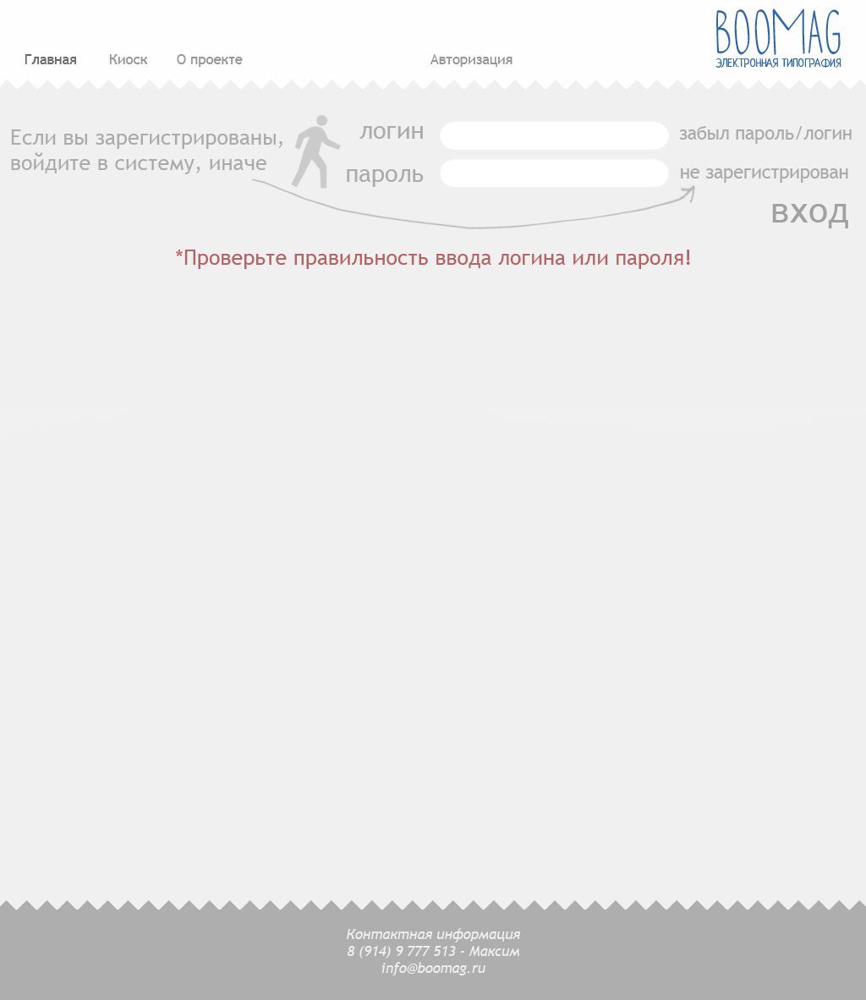 BOOMAG
ЭЛЕКТРОННАЯ ТИПОГРАФИЯ
Главная Киоск О проекте Авторизация
Если вы зарегистрированы,
войдите в систему, иначе
логин
забыл пароль/логин
пароль
не зарегистрирован
вход
*Проверьте правильность ввода логина или пароля!
Контактная информация
8 (914) 9 777 513 - Максим
info@boomag.ru